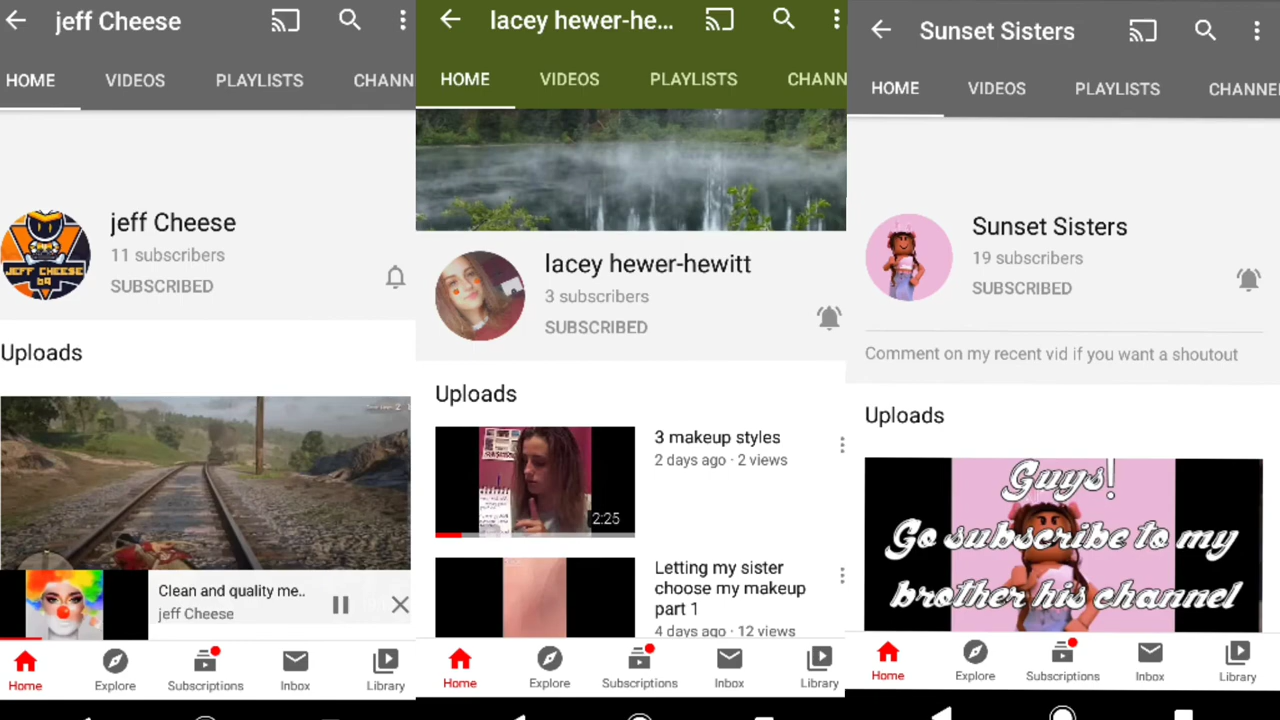 jeff Cheese
HOME VIDEOS PLAYLISTS CHANN
JEFF CHEESE
69
jeff Cheese
11 subscribers
SUBSCRIBED
Uploads
Clean and quality me..
jeff Cheese
Home Explore Subscriptions Inbox Library
lacey hewer-he...
HOME VIDEOS PLAYLISTS CHANN
lacey hewer-hewitt
3 subscribers
SUBSCRIBED
Uploads
3 makeup styles
2 days ago · 2 views
2:25
Letting my sister
choose my makeup
part 1
4 days ago · 12 views
Home Explore Subscriptions Inbox Library
Sunset Sisters
HOME VIDEOS PLAYLISTS CHANNE
Sunset Sisters
19 subscribers
SUBSCRIBED
Comment on my recent vid if you want a shoutout
Uploads
Guys!
Go subscribe to my
brother his channel
Home Explore Subscriptions Inbox Library